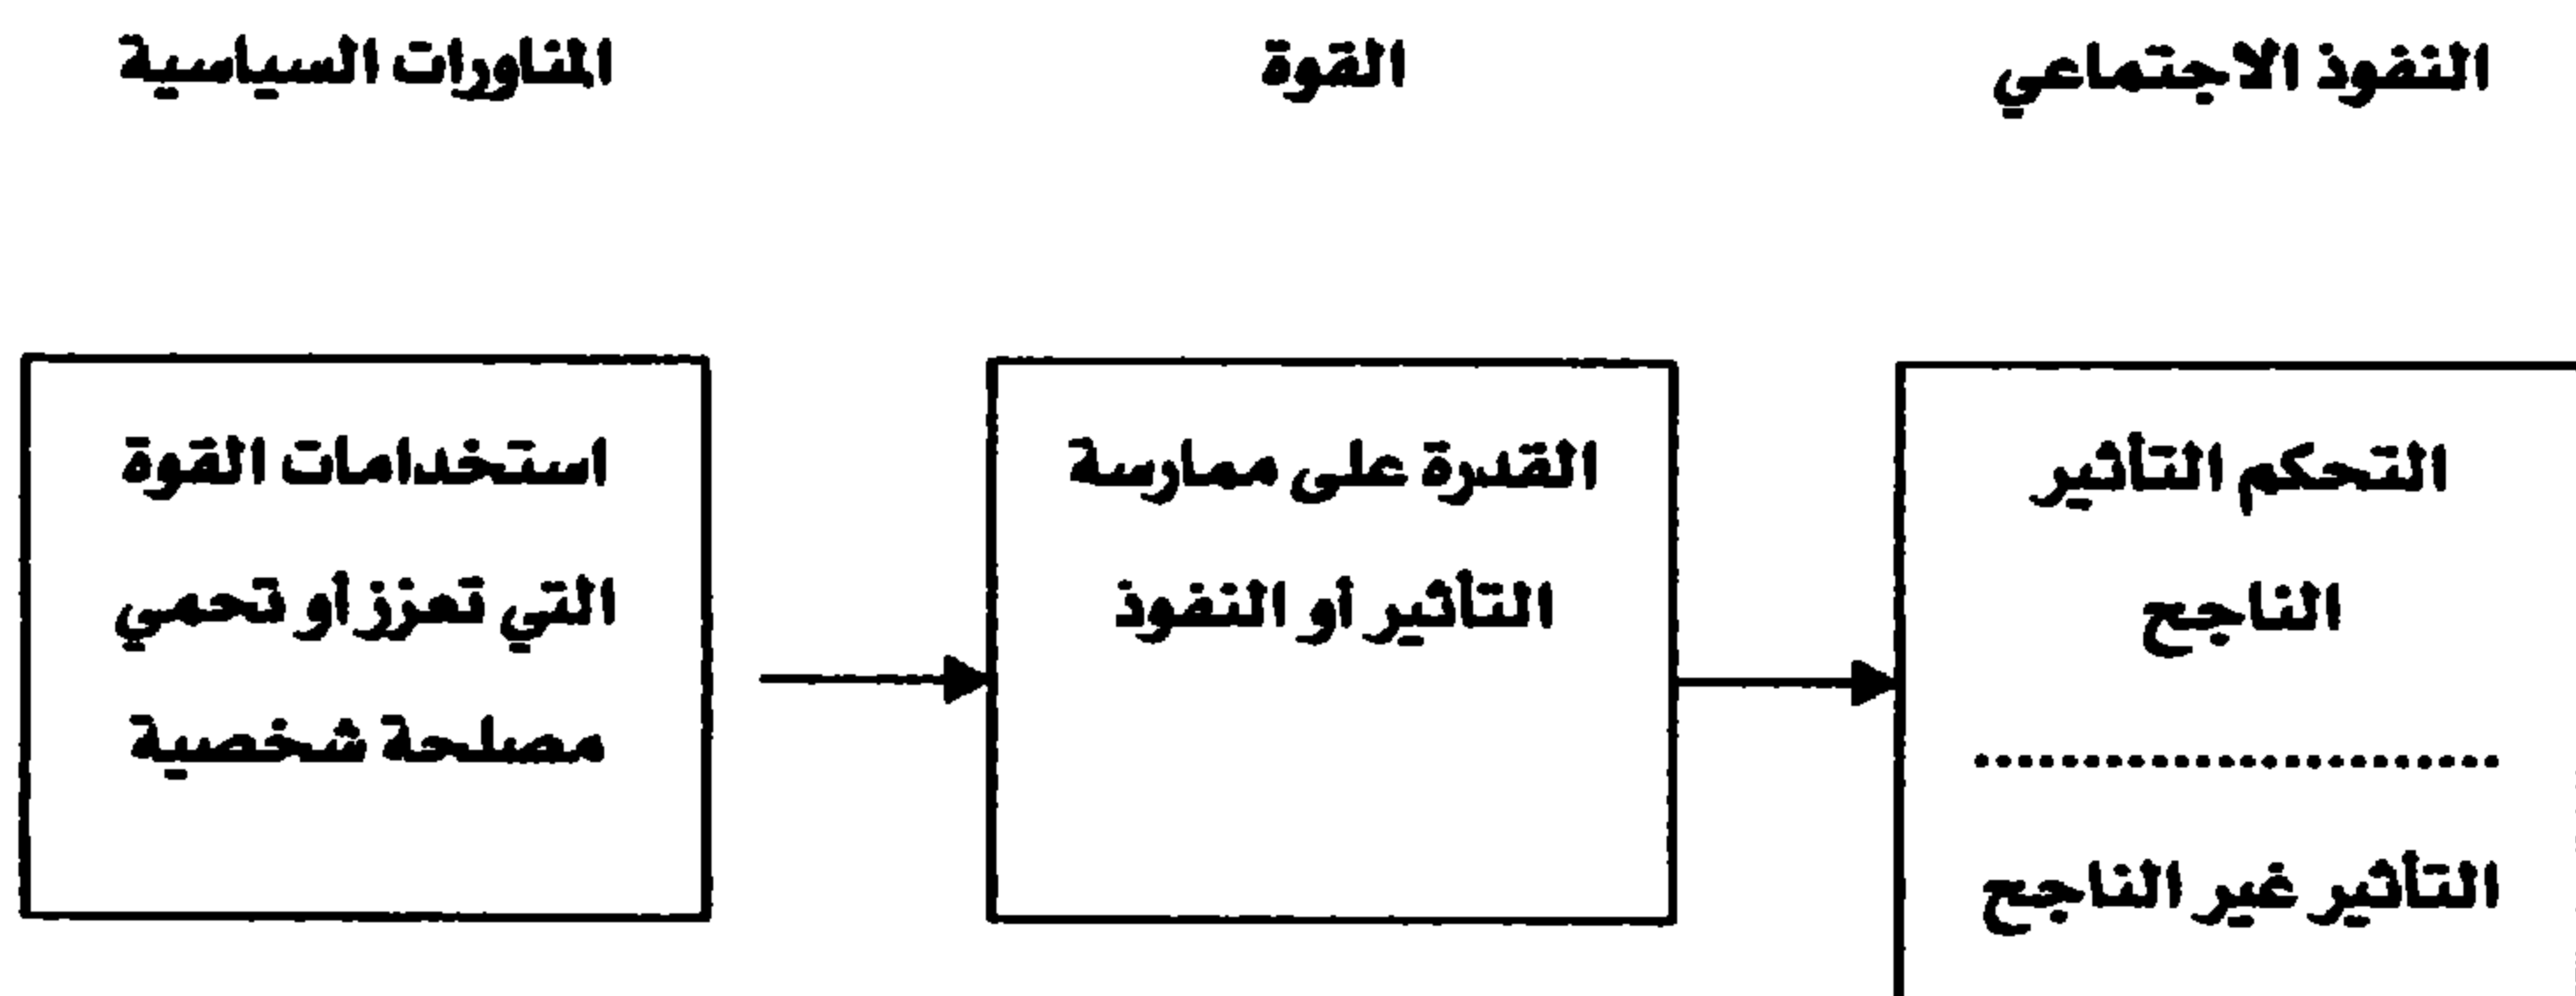 النفوذ الاجتماعي
القوة
المناورات السياسية
التحكم التأثير
الناجح
التأثير غير الناجح
القدرة على ممارسة
التأثير أو النفوذ
استخدامات القوة
التي تعزز أو تحمي
مصلحة شخصية